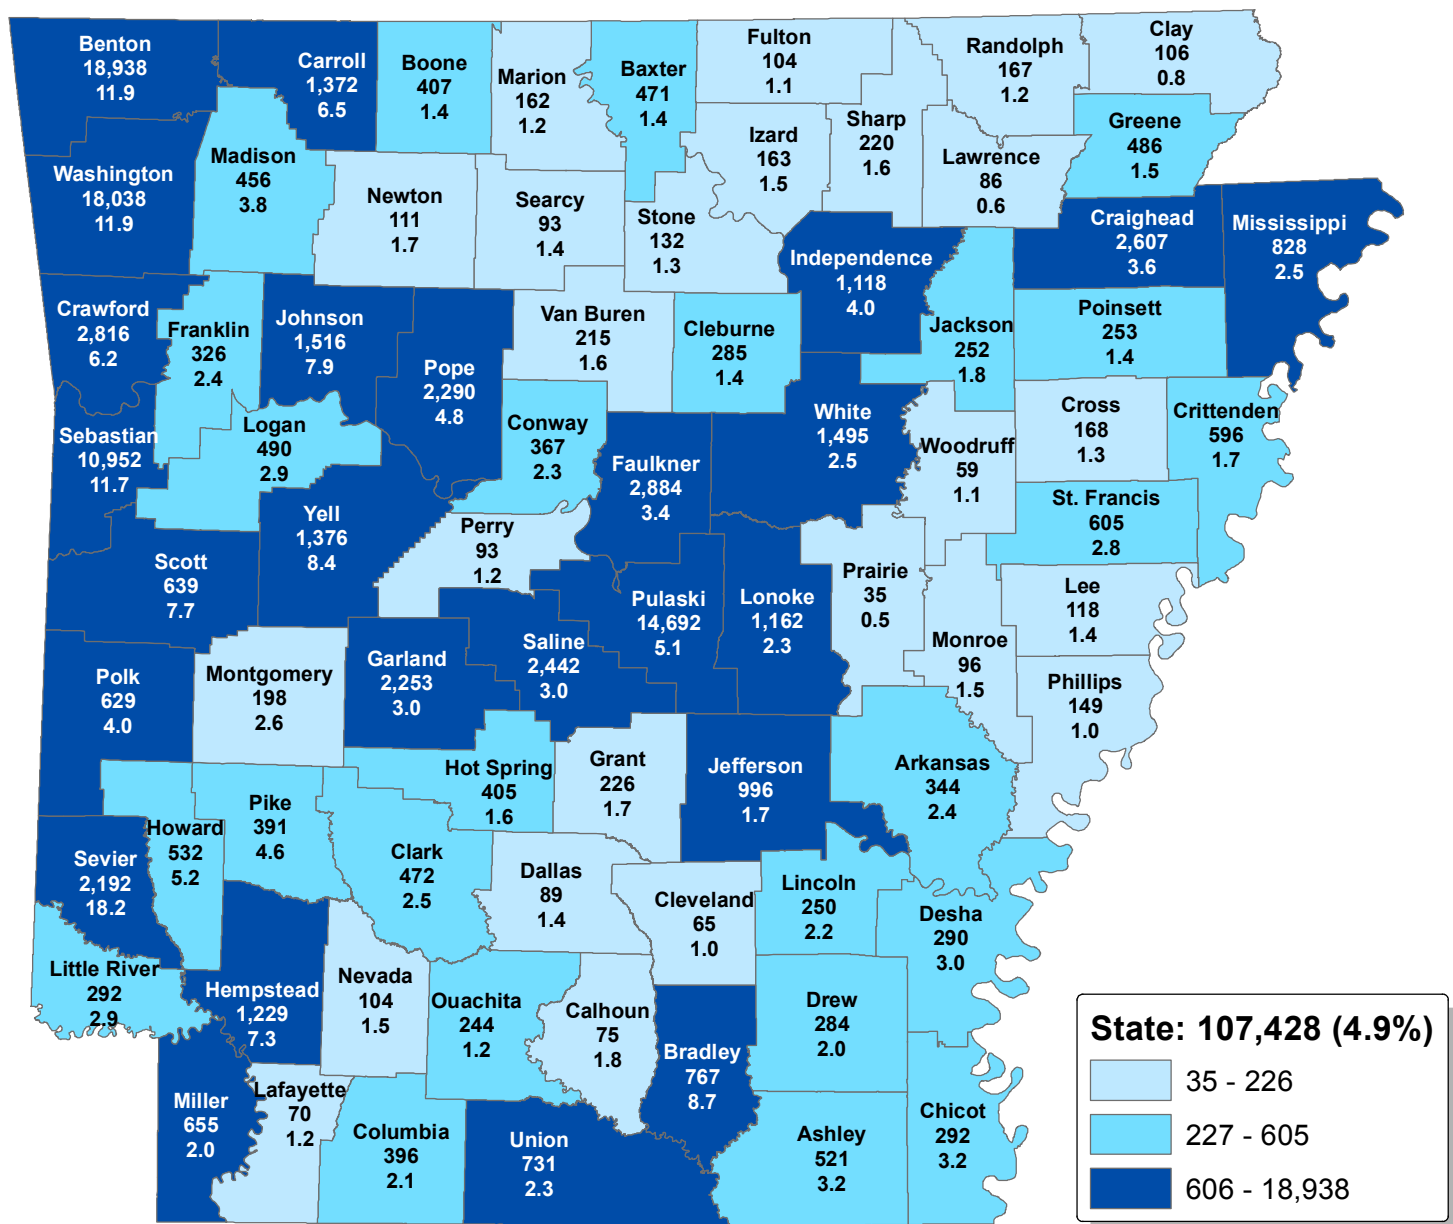 Benton
18,938
11.9
Carroll
1,372
6.5
Boone
407
1.4
Marion
162
1.2
Baxter
471
1.4
Fulton
104
1.1
Randolph
167
1.2
Clay
106
0.8
Washington
18,038
11.9
Madison
456
3.8
Newton
111
1.7
Searcy
93
1.4
Stone
132
1.3
Izard
163
1.5
Sharp
220
1.6
Lawrence
86
0.6
Greene
486
1.5
Craighead
2,607
3.6
Mississippi
828
2.5
Independence
1,118
4.0
Crawford
2,816
6.2
Franklin
326
2.4
Johnson
1,516
7.9
Pope
2,290
4.8
Van Buren
215
1.6
Cleburne
285
1.4
Jackson
252
1.8
Poinsett
253
1.4
Sebastian
10,952
11.7
Logan
490
2.9
Conway
367
2.3
Faulkner
2,884
3.4
White
1,495
2.5
Woodruff
59
1.1
Cross
168
1.3
Crittenden
596
1.7
St. Francis
605
2.8
Yell
1,376
8.4
Perry
93
1.2
Scott
639
7.7
Pulaski
14,692
5.1
Lonoke
1,162
2.3
Prairie
35
0.5
Lee
118
1.4
Monroe
96
1.5
Phillips
149
1.0
Polk
629
4.0
Montgomery
198
2.6
Garland
2,253
3.0
Saline
2,442
3.0
Hot Spring
405
1.6
Grant
226
1.7
Jefferson
996
1.7
Arkansas
344
2.4
Howard
532
5.2
Pike
391
4.6
Clark
472
2.5
Dallas
89
1.4
Cleveland
65
1.0
Lincoln
250
2.2
Desha
290
3.0
Sevier
2,192
18.2
Little River
292
2.9
Hempstead
1,229
7.3
Nevada
104
1.5
Ouachita
244
1.2
Calhoun
75
1.8
Bradley
767
8.7
Drew
284
2.0
Miller
655
2.0
Lafayette
70
1.2
Columbia
396
2.1
Union
731
2.3
Ashley
521
3.2
Chicot
292
3.2
State: 107,428 (4.9%)
35 - 226
227 - 605
606 - 18,938